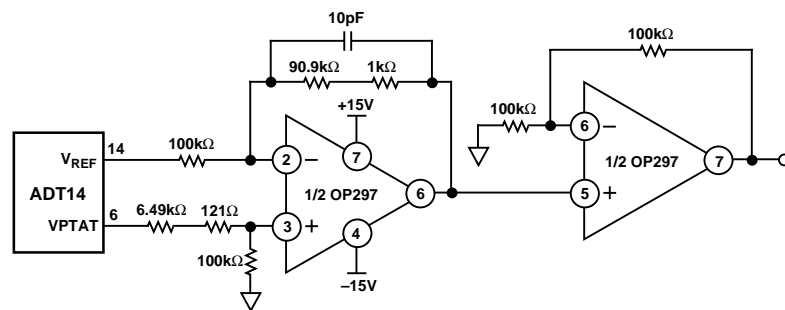 10pF
90.9kΩ 1kΩ
100kΩ
+15V
100kΩ
VREF 14
100kΩ
2 −
7
1/2 OP297
6
ADT14
VPTAT 6
6.49kΩ 121Ω
3 +
4
100kΩ
−15V
6 −
1/2 OP297
7
5 +